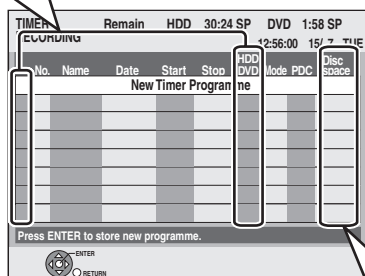 TIMER Remain HDD 30:24 SP DVD 1:58 SP
RECORDING 12:56:00 15/ 7 TUE
No. Name Date Start Stop HDD DVD Mode PDC Disc space
New Timer Programme
Press ENTER to store new programme.
ENTER
RETURN